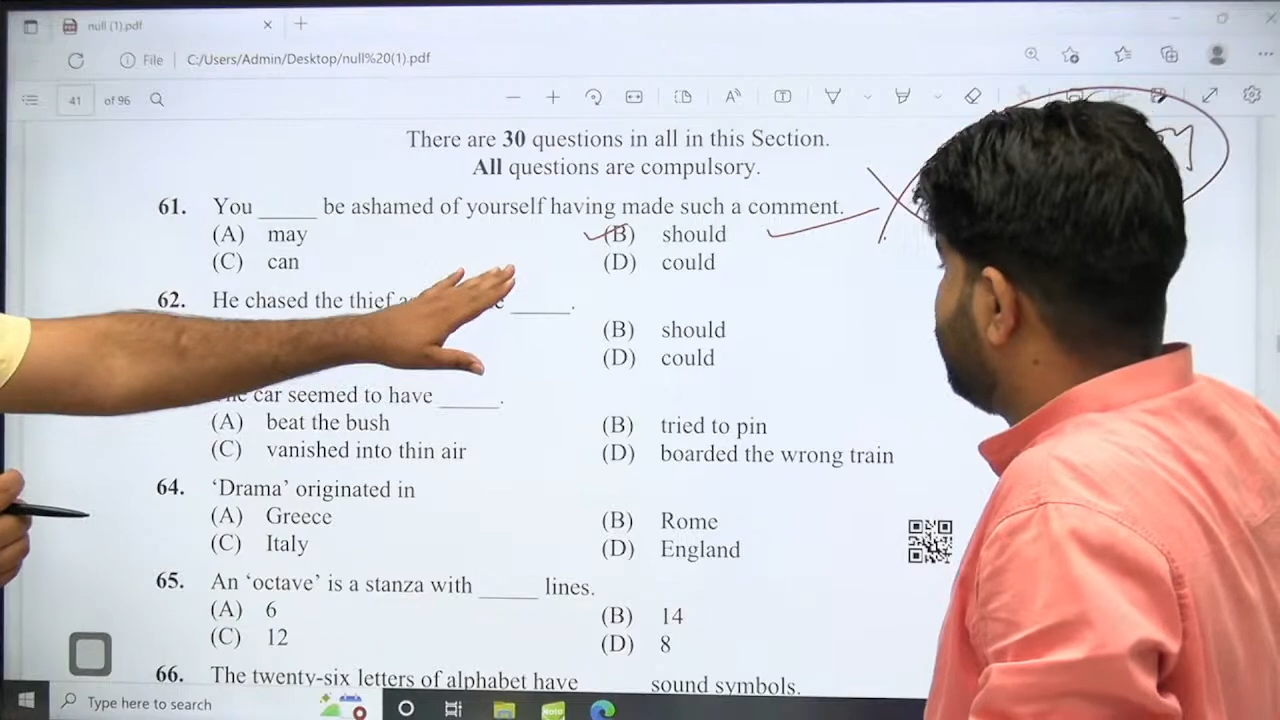 null (1).pdf
File
C:/Users/Admin/Desktop/null%20(1).pdf
41 of 96
There are 30 questions in all in this Section.
All questions are compulsory.
61. You _____ be ashamed of yourself having made such a comment.
(A) may (B) should
(C) can (D) could
62. He chased the thief _____.
(B) should
(D) could
car seemed to have _____.
(A) beat the bush (B) tried to pin
(C) vanished into thin air (D) boarded the wrong train
64. ‘Drama’ originated in
(A) Greece (B) Rome
(C) Italy (D) England
65. An ‘octave’ is a stanza with _____ lines.
(A) 6 (B) 14
(C) 12 (D) 8
66. The twenty-six letters of alphabet have _____ sound symbols.
Type here to search